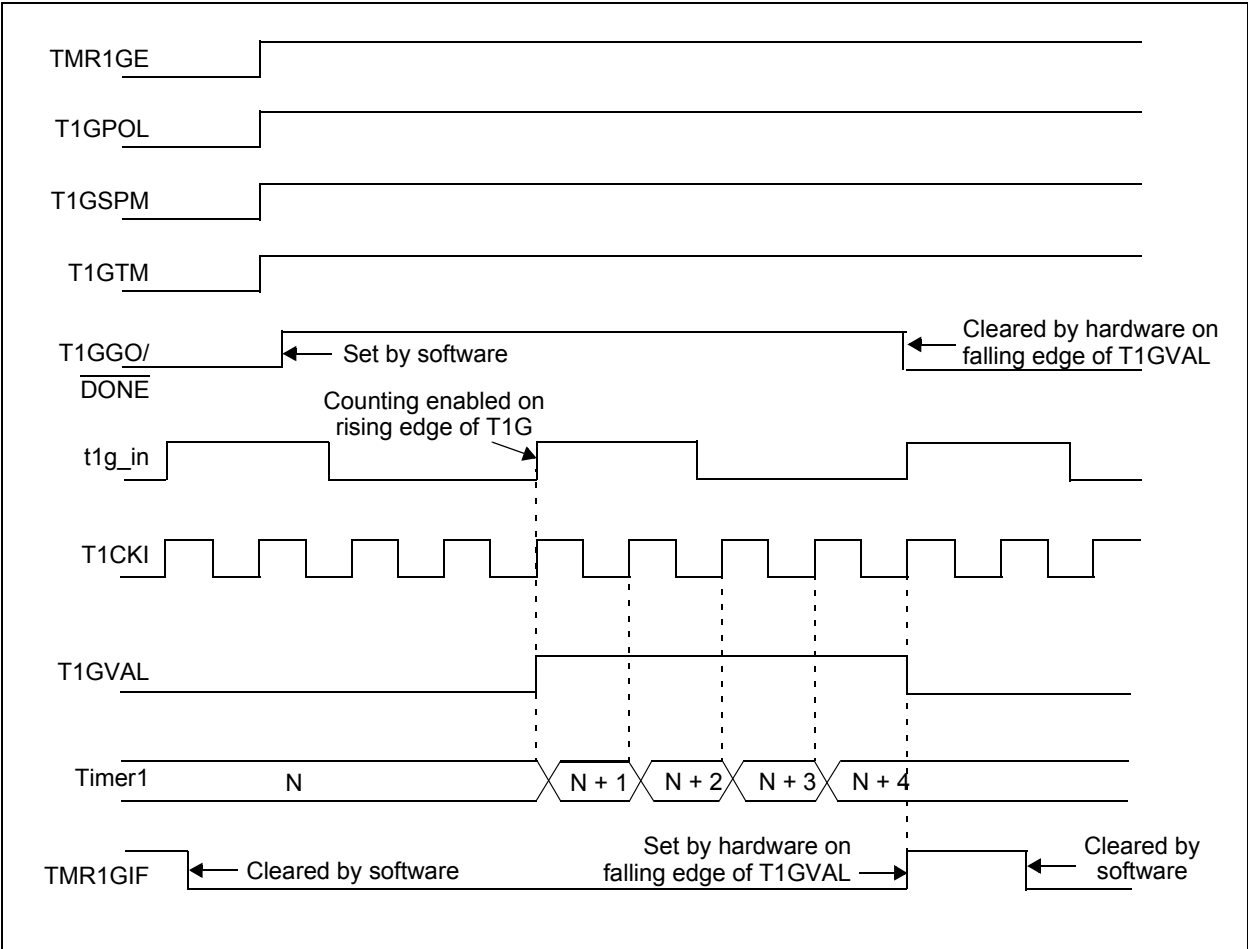 TMR1GE
T1GPOL
T1GSPM
T1GTM
T1GGO/
DONE
Set by software
Cleared by hardware on
falling edge of T1GVAL
Counting enabled on
rising edge of T1G
t1g_in
T1CKI
T1GVAL
Timer1
N
N + 1
N + 2
N + 3
N + 4
TMR1GIF
Cleared by software
Set by hardware on
falling edge of T1GVAL
Cleared by
software